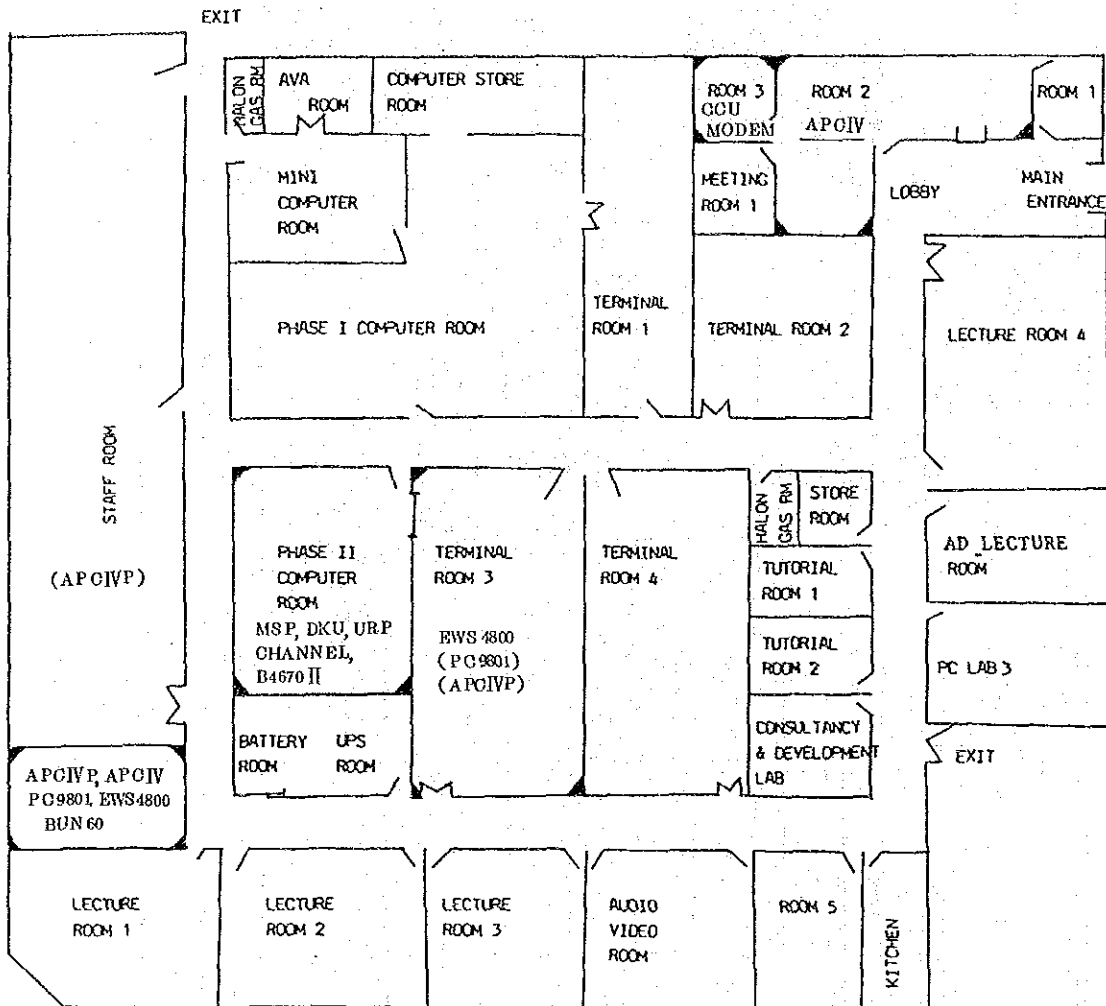 EXIT
HALON
GAS RM
AVA
ROOM
COMPUTER STORE
ROOM
ROOM 3
CCU
MODEM
ROOM 2
APCIV
ROOM 1
MINI
COMPUTER
ROOM
MEETING
ROOM 1
LOBBY
MAIN
ENTRANCE
PHASE I COMPUTER ROOM
TERMINAL
ROOM 1
TERMINAL ROOM 2
LECTURE ROOM 4
STAFF ROOM
(APCIVP)
PHASE II
COMPUTER
ROOM
MSP, DKU, URP
CHANNEL,
B4670 II
TERMINAL
ROOM 3
EWS 4800
(PC9801)
(APCIVP)
TERMINAL
ROOM 4
HALON
GAS RM
STORE
ROOM
TUTORIAL
ROOM 1
TUTORIAL
ROOM 2
AD LECTURE
ROOM
PC LAB 3
BATTERY
ROOM
UPS
ROOM
CONSULTANCY
& DEVELOPMENT
LAB
EXIT
APCIVP, APCIV
PC9801, EWS4800
BUN 60
LECTURE
ROOM 1
LECTURE
ROOM 2
LECTURE
ROOM 3
AUDIO
VIDEO
ROOM
ROOM 5
KITCHEN